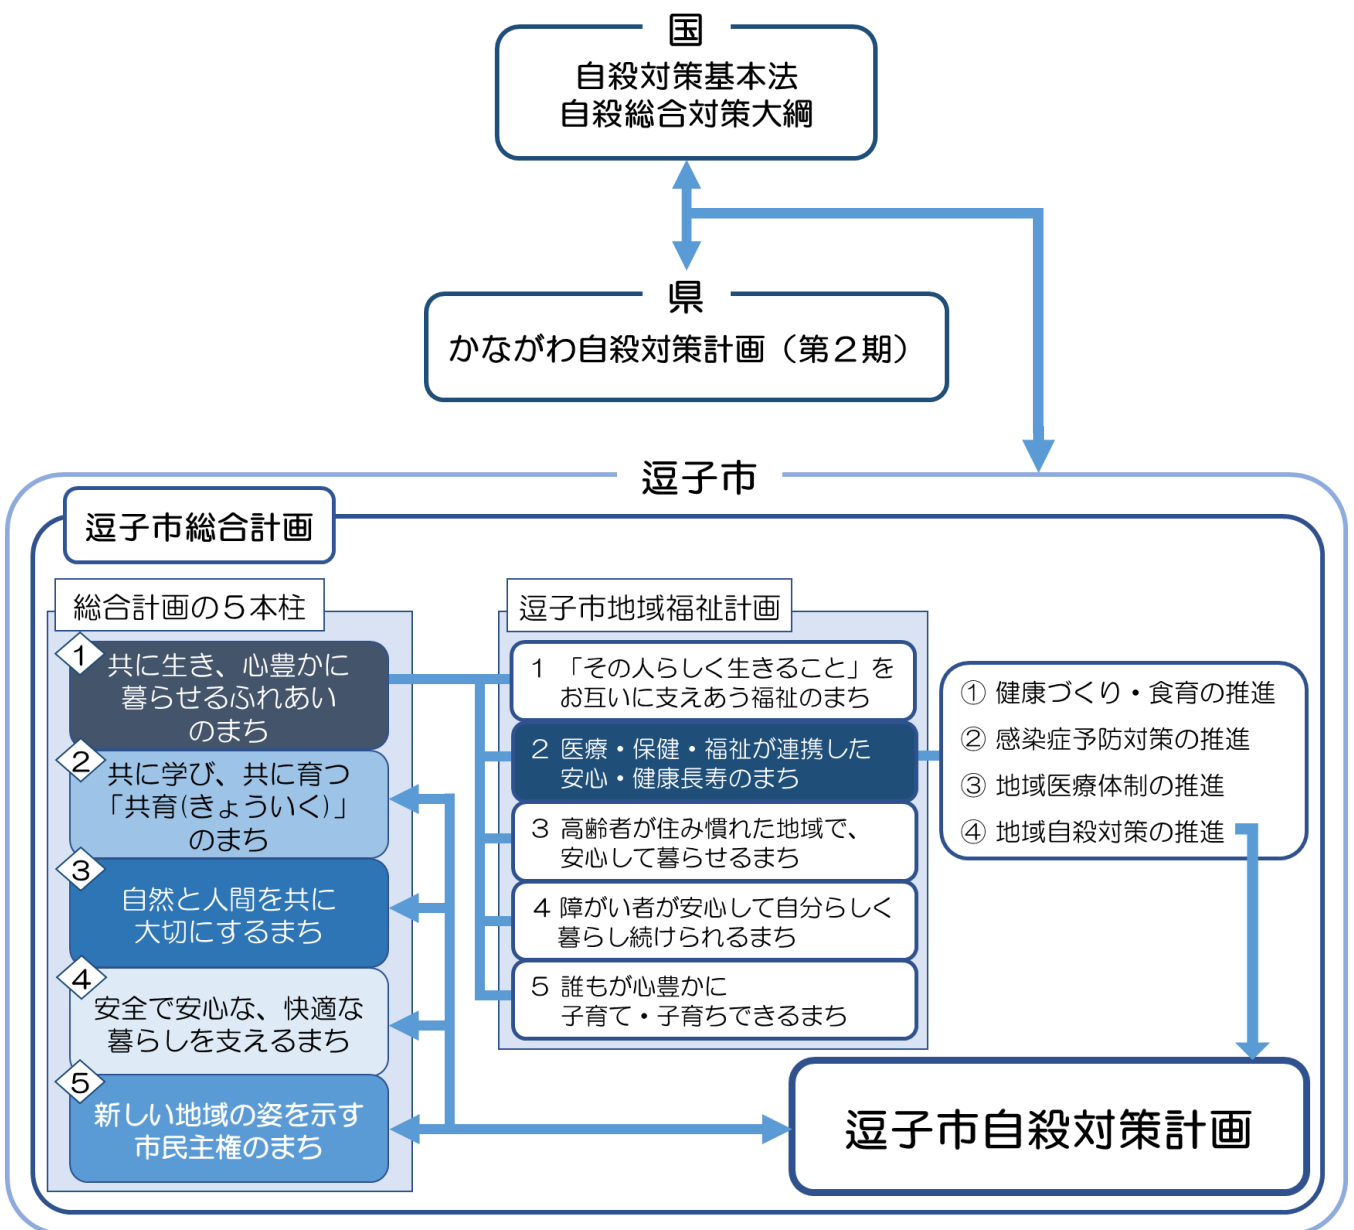 国
自殺対策基本法
自殺総合対策大綱
県
かながわ自殺対策計画（第２期）
逗子市
逗子市総合計画
総合計画の５本柱
1
共に生き、心豊かに
暮らせるふれあい
のまち
2
共に学び、共に育つ
「共育(きょういく)」
のまち
3
自然と人間を共に
大切にするまち
4
安全で安心な、快適な
暮らしを支えるまち
5
新しい地域の姿を示す
市民主権のまち
逗子市地域福祉計画
1 「その人らしく生きること」を
お互いに支えあう福祉のまち
2 医療・保健・福祉が連携した
安心・健康長寿のまち
3 高齢者が住み慣れた地域で、
安心して暮らせるまち
4 障がい者が安心して自分らしく
暮らし続けられるまち
5 誰もが心豊かに
子育て・子育ちできるまち
① 健康づくり・食育の推進
② 感染症予防対策の推進
③ 地域医療体制の推進
④ 地域自殺対策の推進
逗子市自殺対策計画